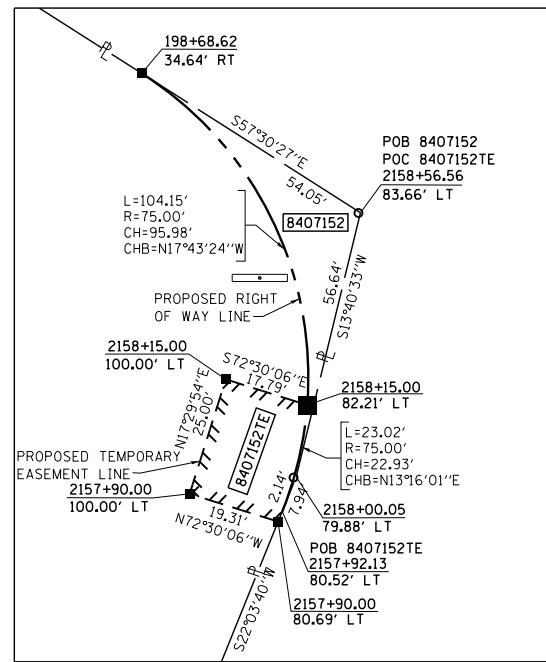 198+68.62
34.64' RT
PL
S57°30'27"E
54.05'
POB 8407152
POC 8407152TE
2158+56.56
83.66' LT
8407152
L=104.15'
R=75.00'
CH=95.98'
CHB=N17°43'24"W
56.64'
S13°40'33"W
PROPOSED RIGHT
OF WAY LINE
PL
2158+15.00
100.00' LT
S72°30'06"E
17.79'
2158+15.00
82.21' LT
N17°29'54"E
25.00'
8407152TE
L=23.02'
R=75.00'
CH=22.93'
CHB=N13°16'01"E
PROPOSED TEMPORARY
EASEMENT LINE
2157+90.00
100.00' LT
19.31'
N72°30'06"W
2.14'
7.94'
2158+00.05
79.88' LT
POB 8407152TE
2157+92.13
80.52' LT
2157+90.00
80.69' LT
PL
S22°03'40"W